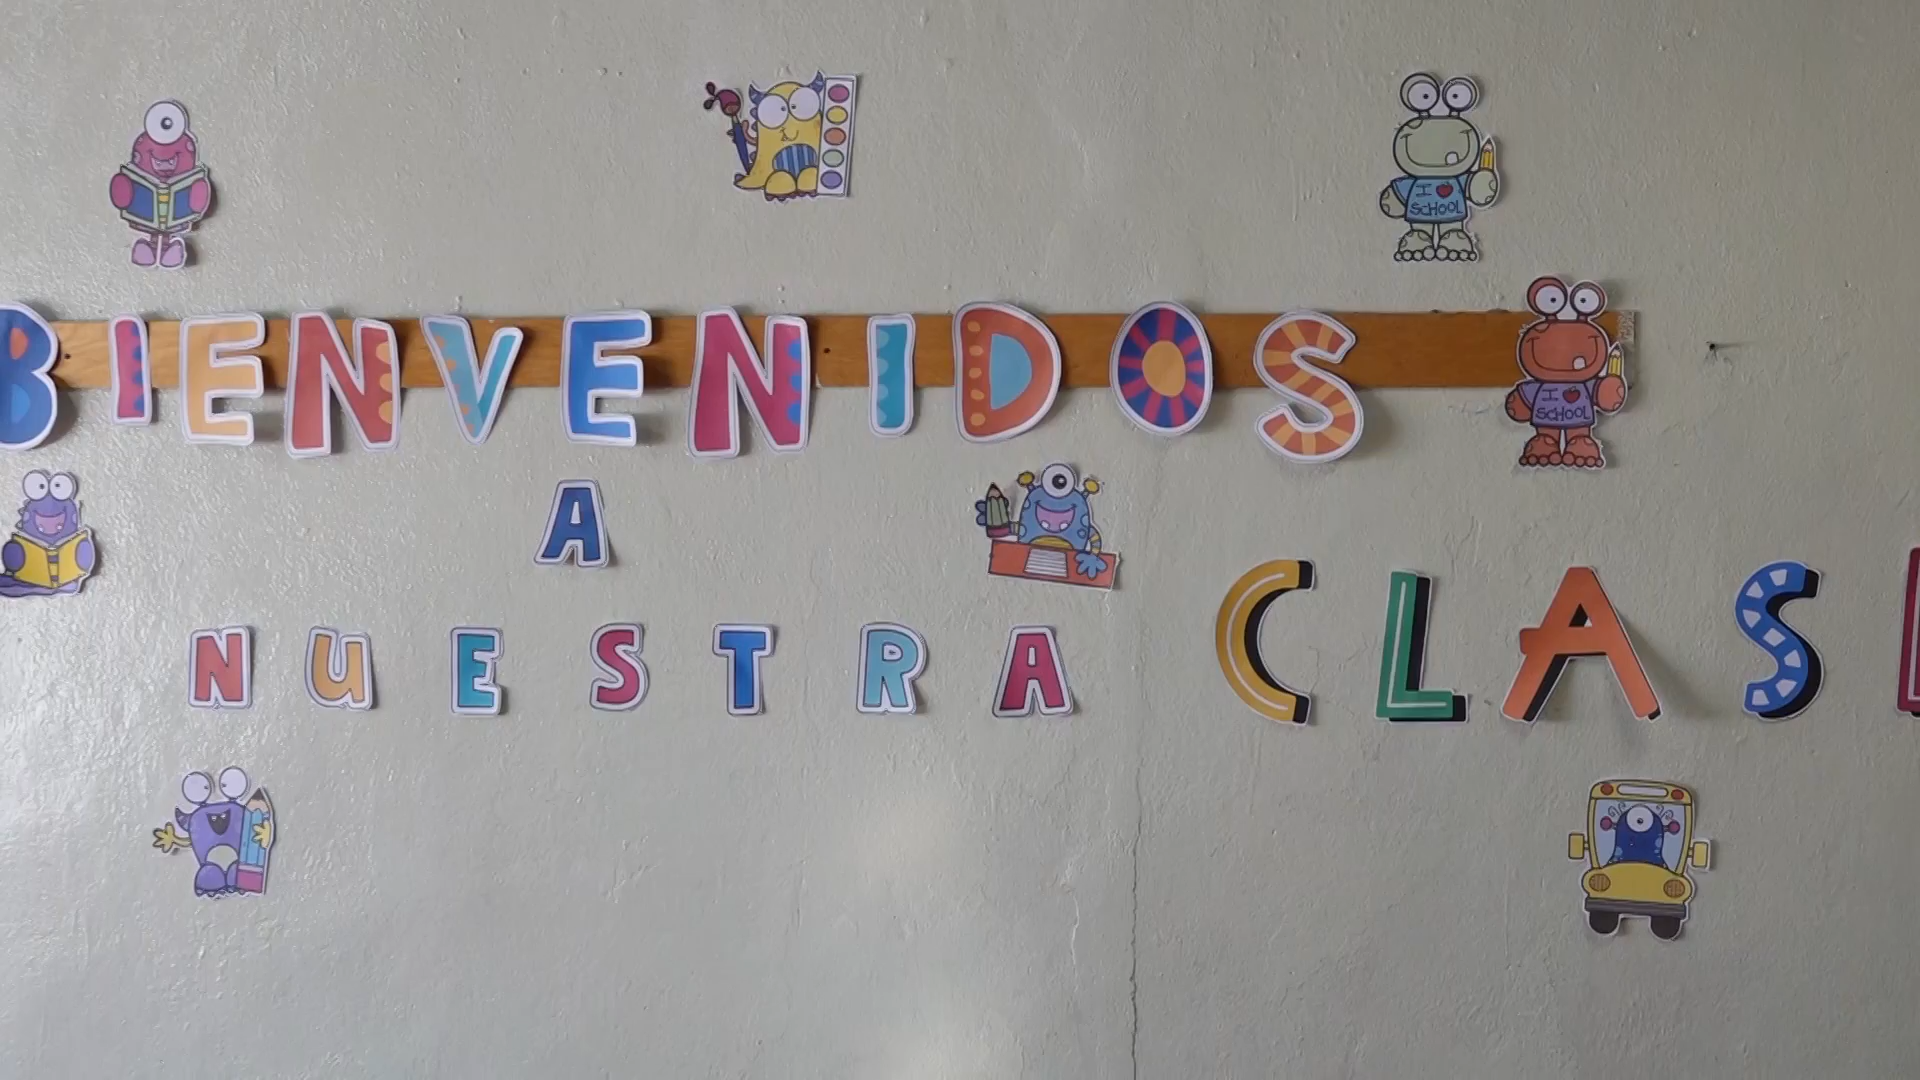 BIENVENIDOS
A
NUESTRA CLAS
I ❤ SCHOOL
I ❤ SCHOOL